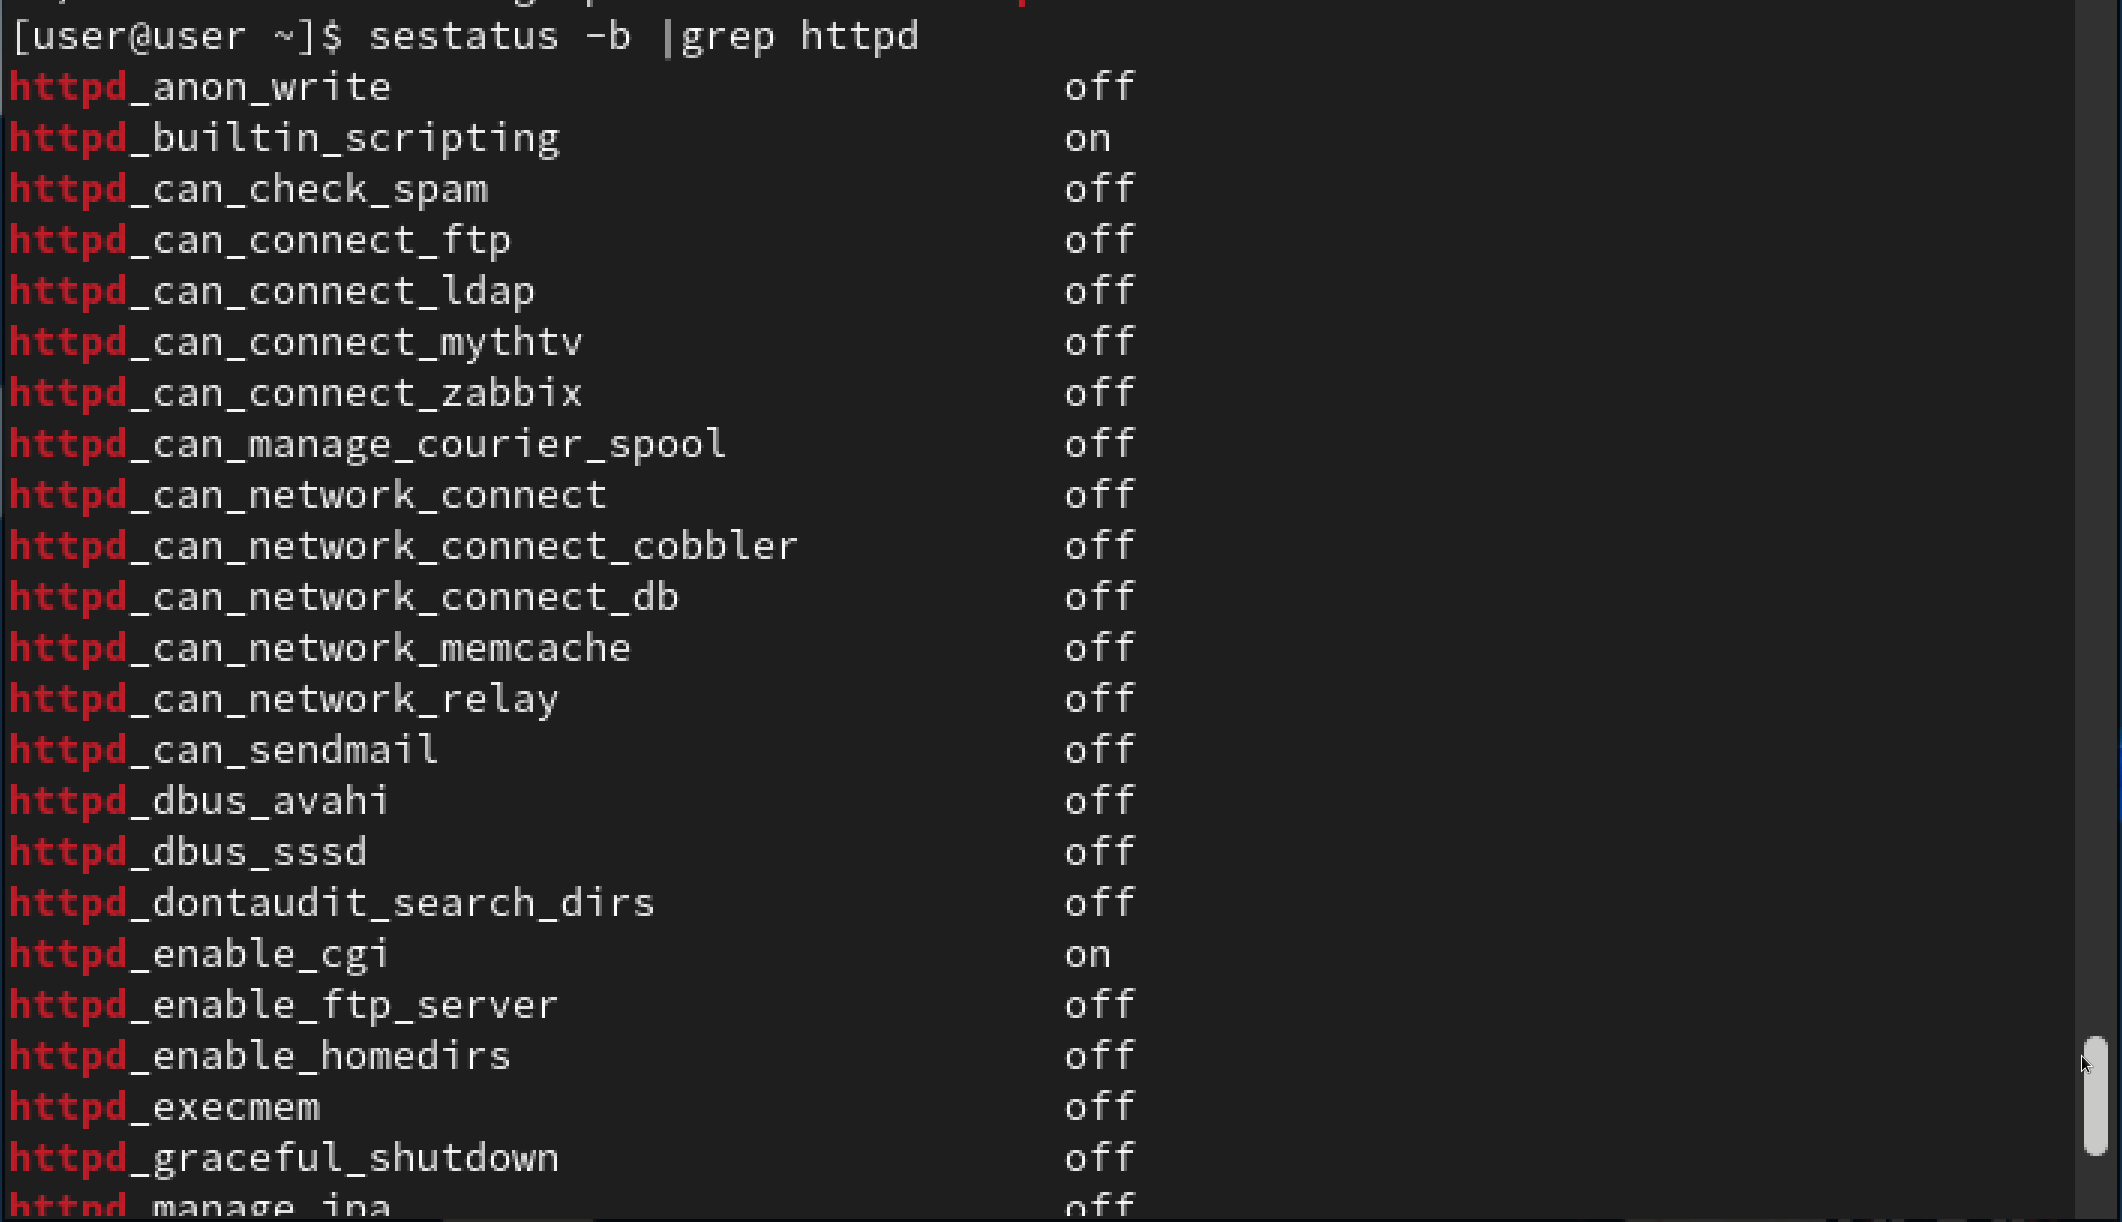 [user@user ~]$ sestatus -b |grep httpd
httpd_anon_write off
httpd_builtin_scripting on
httpd_can_check_spam off
httpd_can_connect_ftp off
httpd_can_connect_ldap off
httpd_can_connect_mythtv off
httpd_can_connect_zabbix off
httpd_can_manage_courier_spool off
httpd_can_network_connect off
httpd_can_network_connect_cobbler off
httpd_can_network_connect_db off
httpd_can_network_memcache off
httpd_can_network_relay off
httpd_can_sendmail off
httpd_dbus_avahi off
httpd_dbus_sssd off
httpd_dontaudit_search_dirs off
httpd_enable_cgi on
httpd_enable_ftp_server off
httpd_enable_homedirs off
httpd_execmem off
httpd_graceful_shutdown off
httpd_manage_ipa off